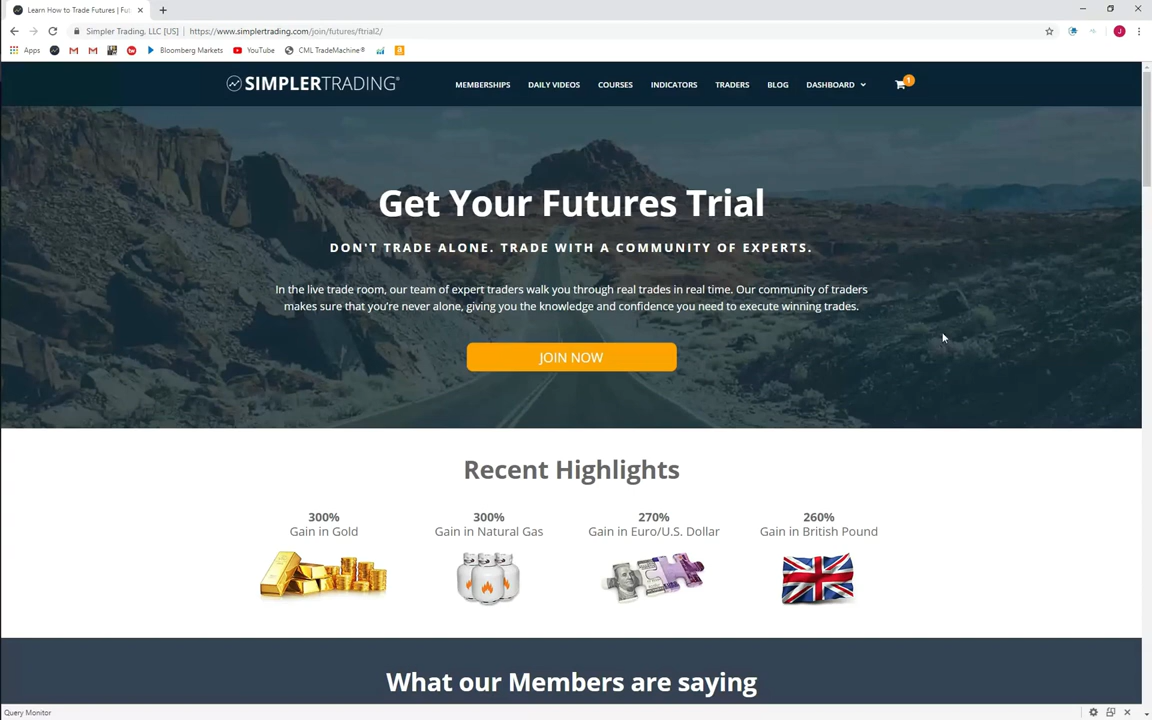 Learn How to Trade Futures | Fut
Simpler Trading, LLC [US] | https://www.simplertrading.com/join/futures/ftrial2/
Apps Bloomberg Markets YouTube CML TradeMachine®
SIMPLERTRADING®
MEMBERSHIPS DAILY VIDEOS COURSES INDICATORS TRADERS BLOG DASHBOARD 1
Get Your Futures Trial
DON'T TRADE ALONE. TRADE WITH A COMMUNITY OF EXPERTS.
In the live trade room, our team of expert traders walk you through real trades in real time. Our community of traders
makes sure that you're never alone, giving you the knowledge and confidence you need to execute winning trades.
JOIN NOW
Recent Highlights
300% 300% 270% 260%
Gain in Gold Gain in Natural Gas Gain in Euro/U.S. Dollar Gain in British Pound
What our Members are saying
Query Monitor